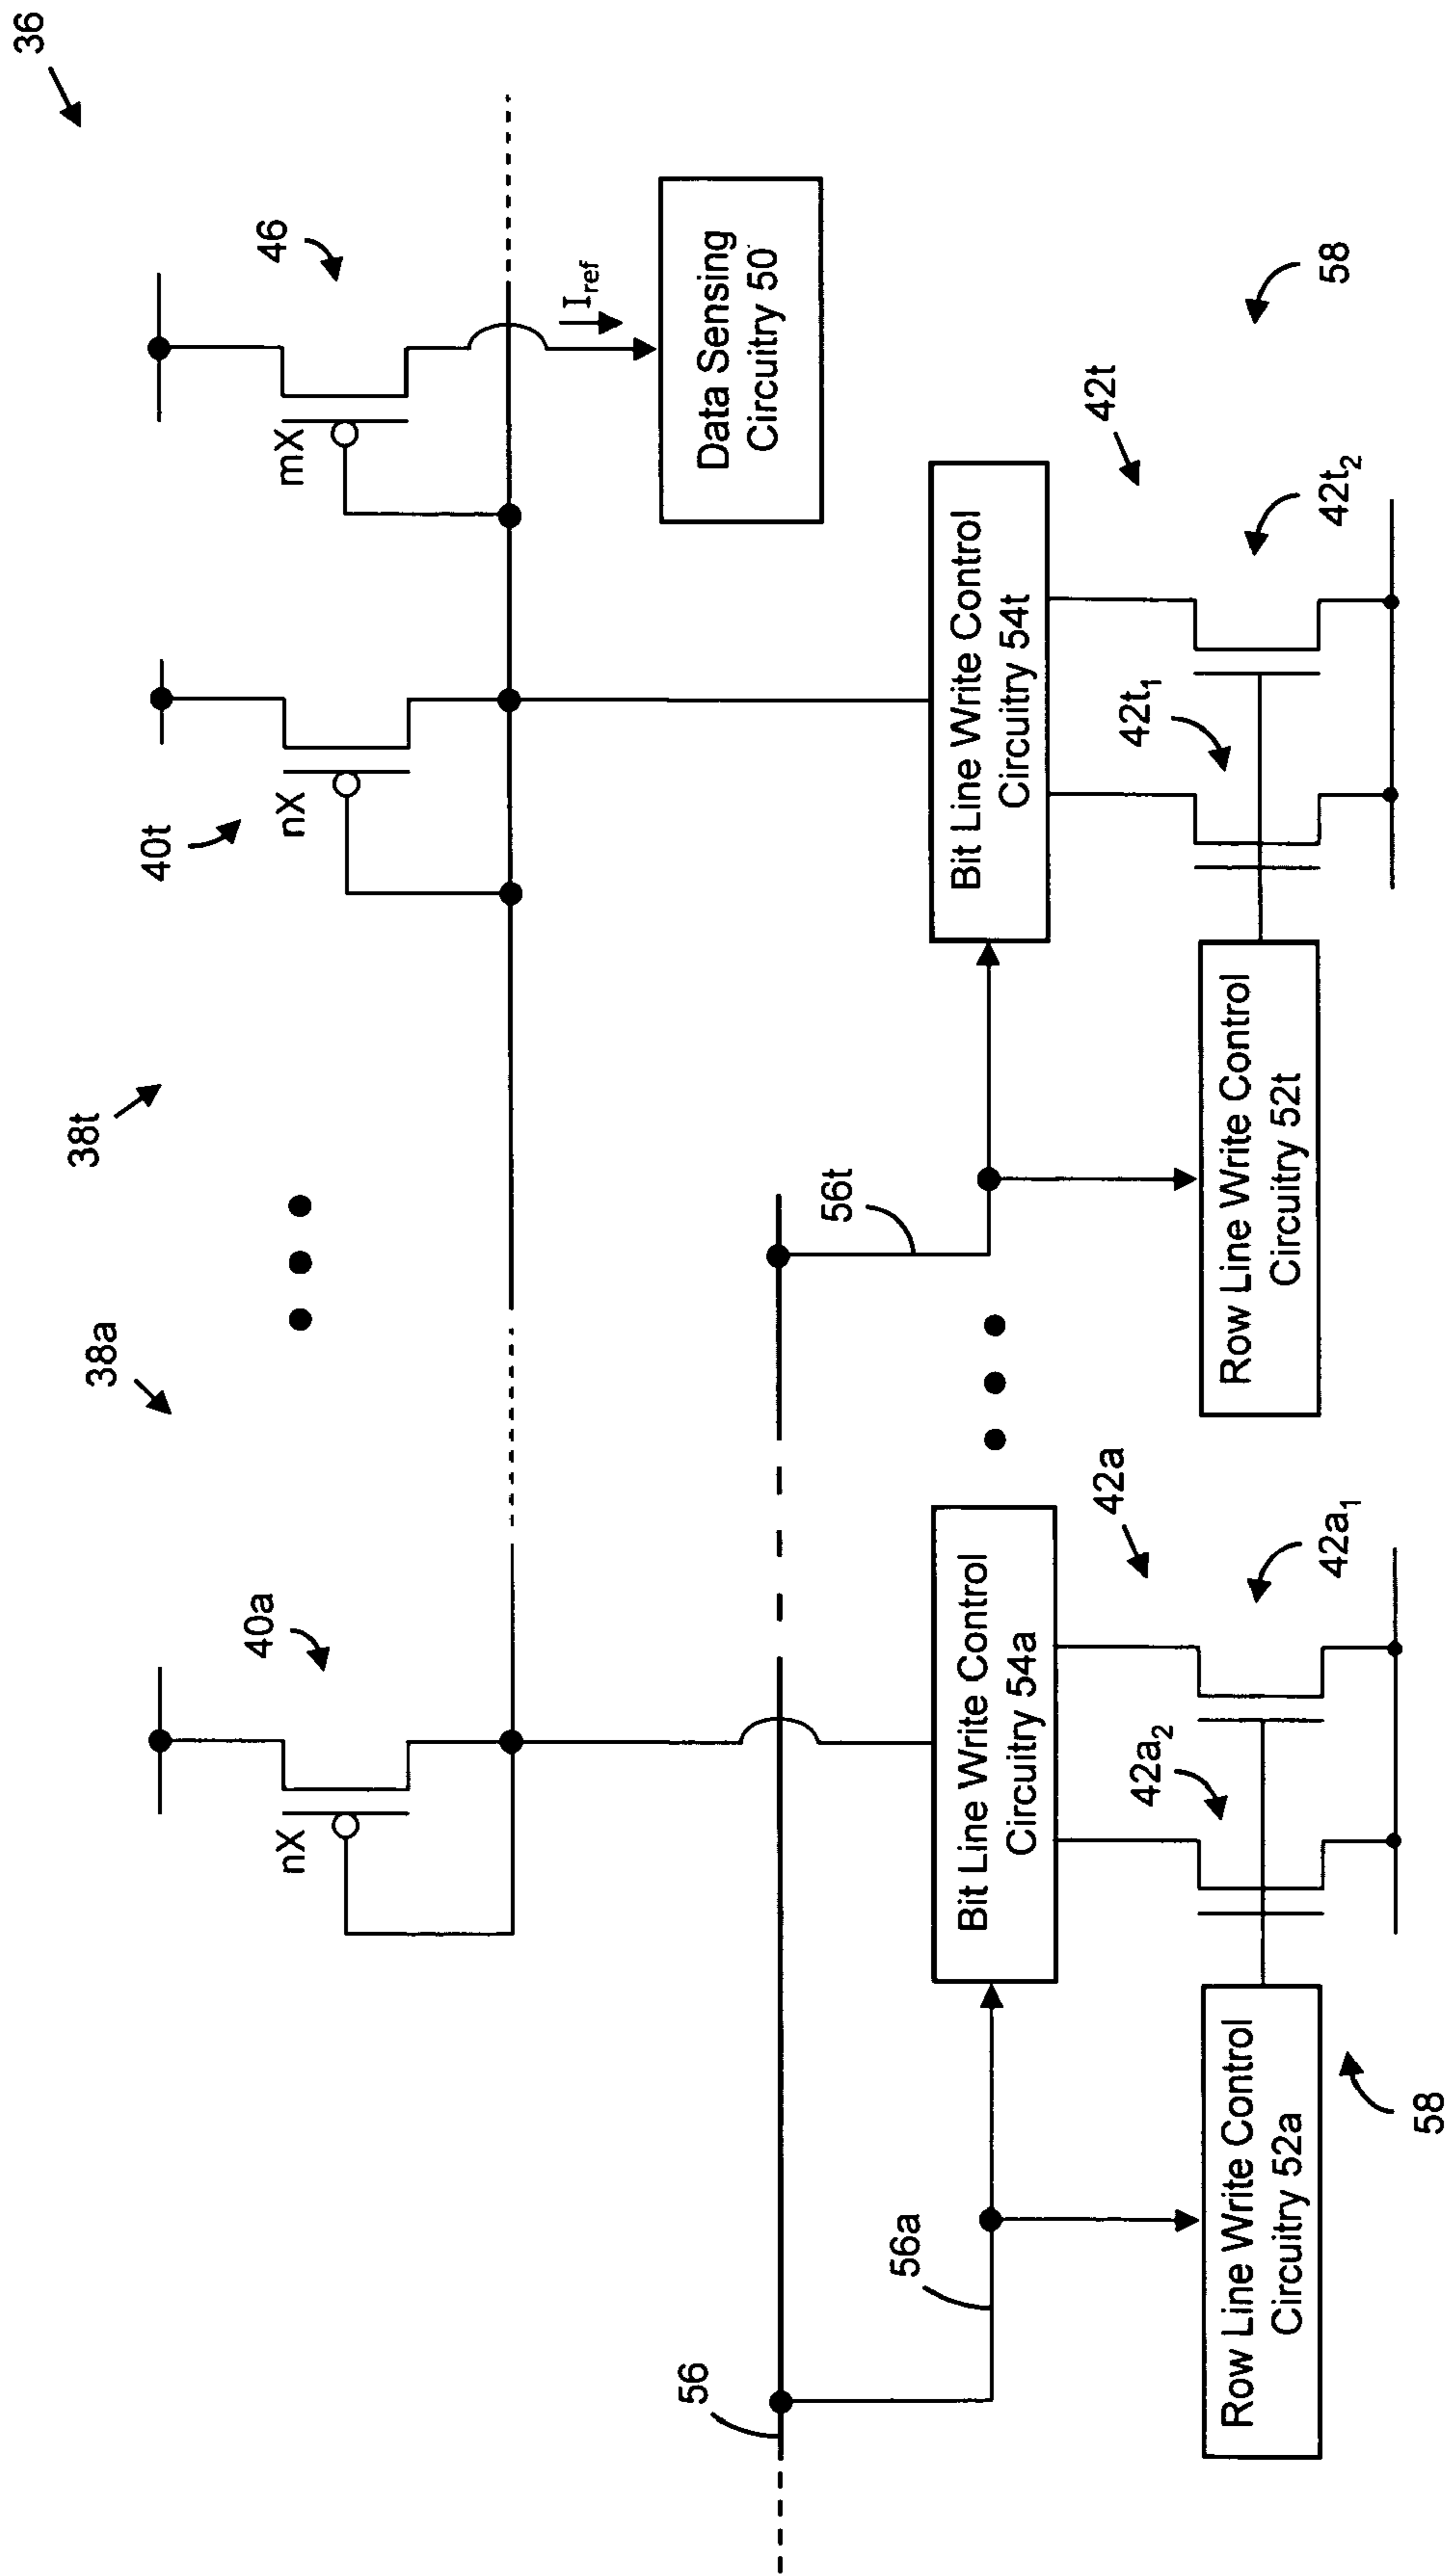 36
38a
38t
40a
nX
40t
nX
46
mX
I_ref
Data Sensing
Circuitry 50
56
56a
56t
Bit Line Write Control
Circuitry 54a
Bit Line Write Control
Circuitry 54t
42a
42a₂
42a₁
42t
42t₁
42t₂
Row Line Write Control
Circuitry 52a
Row Line Write Control
Circuitry 52t
58
58